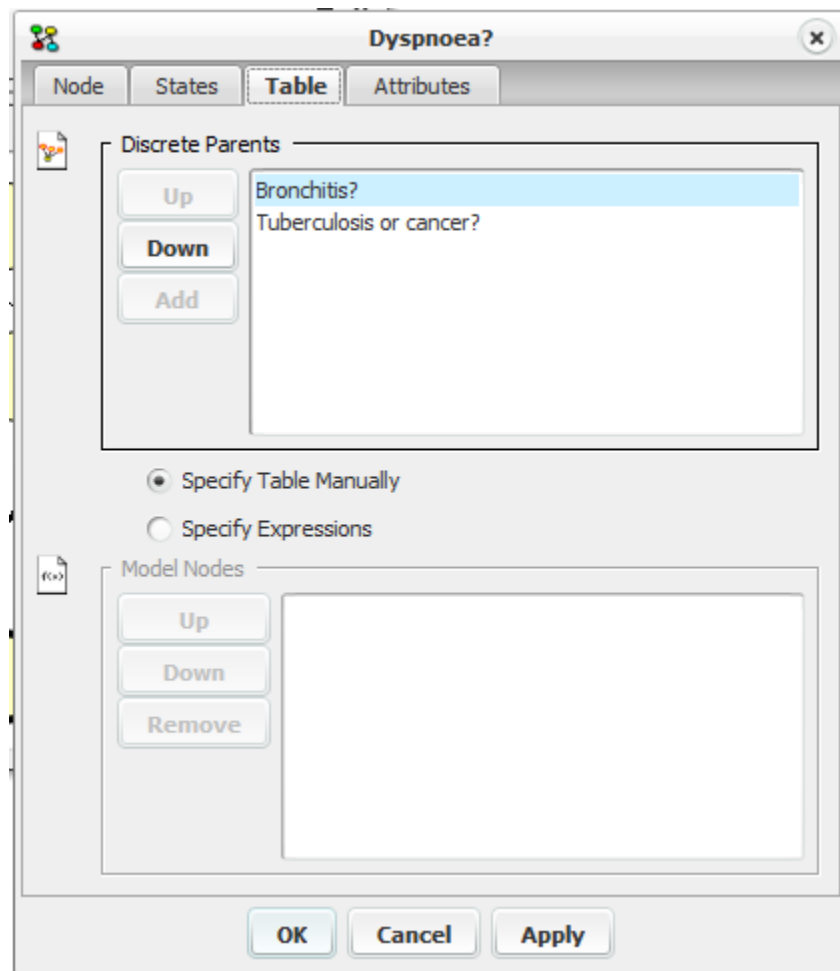 Dyspnoea?
Node States Table Attributes
Discrete Parents
Up
Down
Add
Bronchitis?
Tuberculosis or cancer?
Specify Table Manually
Specify Expressions
f(x)
Model Nodes
Up
Down
Remove
OK Cancel Apply